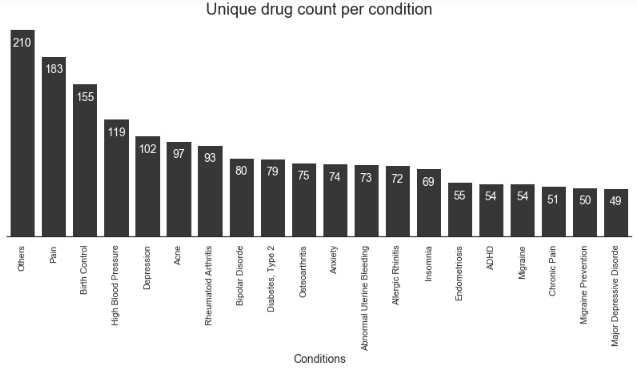 Unique drug count per condition
210
183
155
119
102
97
93
80
79
75
74
73
72
69
55
54
54
51
50
49
Others
Pain
Birth Control
High Blood Pressure
Depression
Acne
Rheumatoid Arthritis
Bipolar Disorde
Diabetes, Type 2
Osteoarthritis
Anxiety
Abnormal Uterine Bleeding
Allergic Rhinitis
Insomnia
Endometriosis
ADHD
Migraine
Chronic Pain
Migraine Prevention
Major Depressive Disorde
Conditions